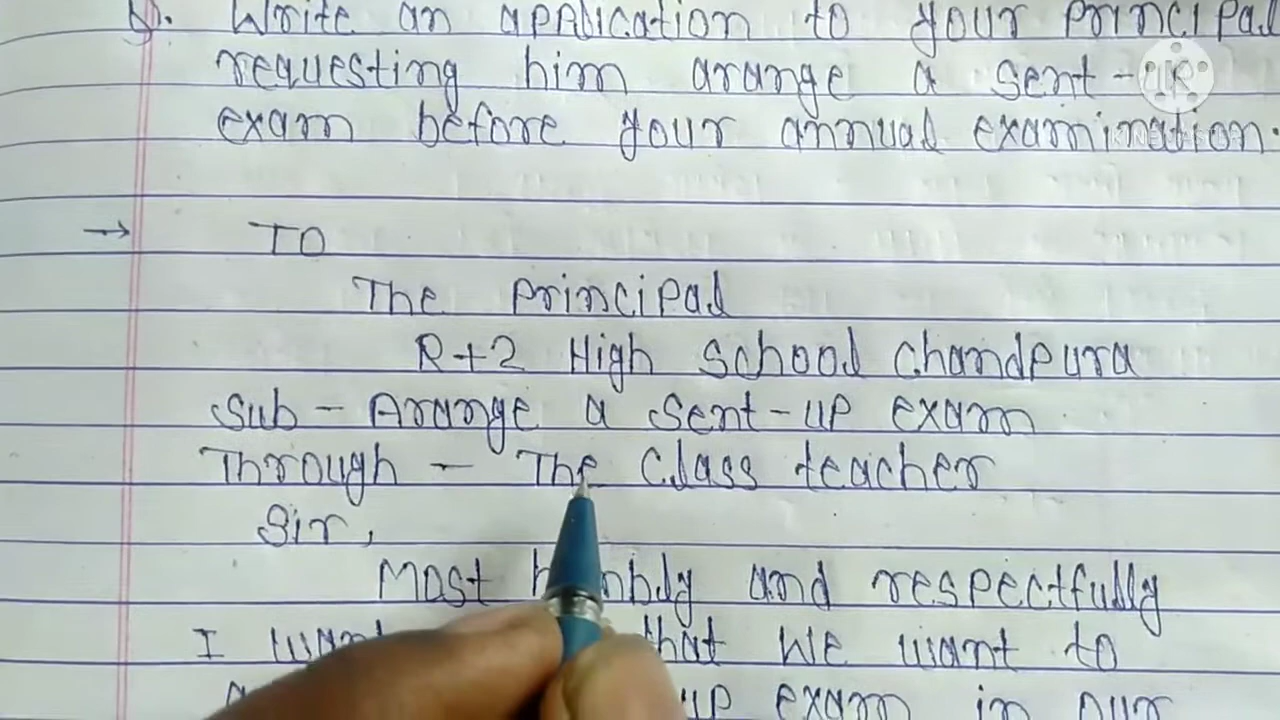 Q. Write an application to your principal
requesting him arange a sent-up
exam before your annual examination.
→ TO
The principal
R+2 High school chandpura
Sub - Arange a sent-up exam
Through - The class teacher
Sir,
Most and respectfully
I want that we want to
up exam in our